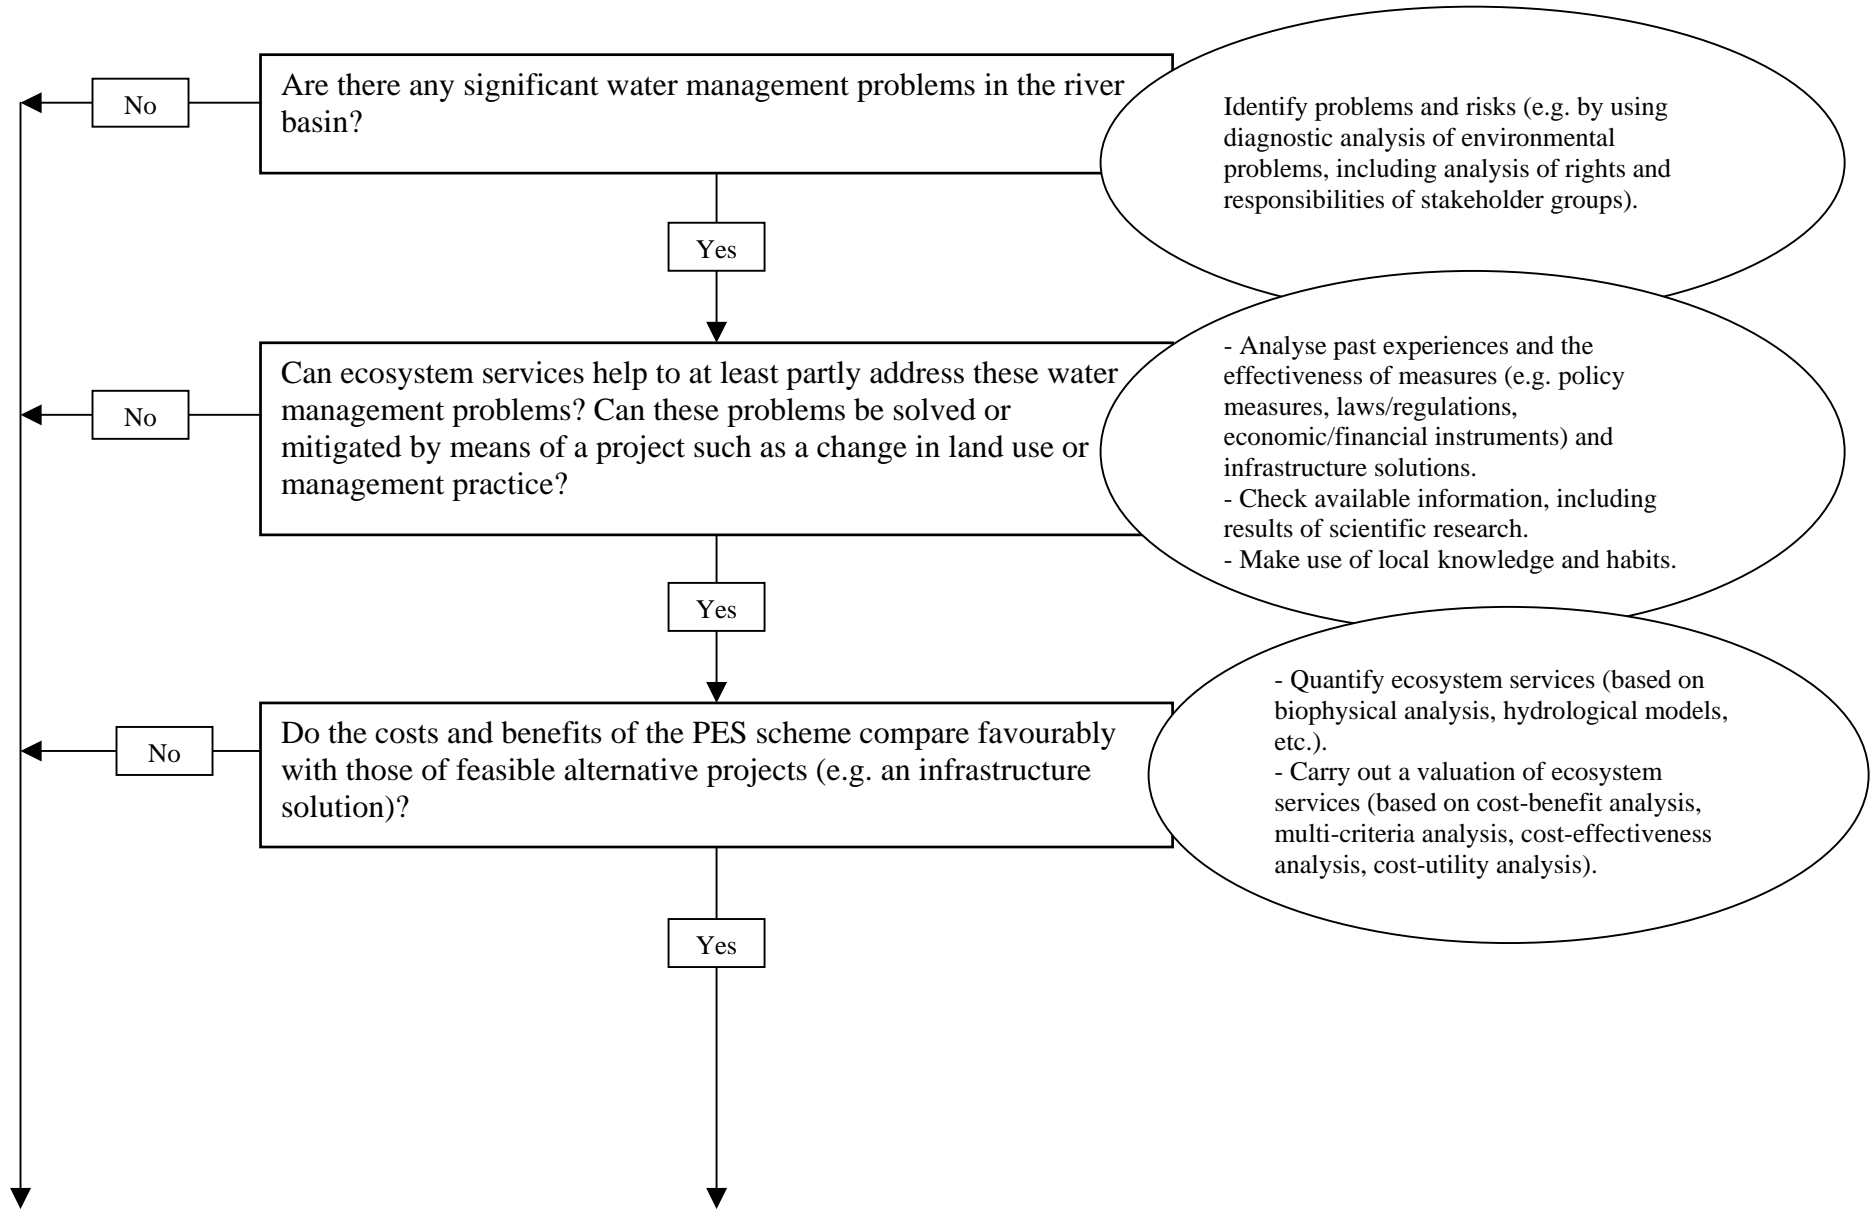 Are there any significant water management problems in the river
basin?
No
Identify problems and risks (e.g. by using
diagnostic analysis of environmental
problems, including analysis of rights and
responsibilities of stakeholder groups).
Yes
Can ecosystem services help to at least partly address these water
management problems? Can these problems be solved or
mitigated by means of a project such as a change in land use or
management practice?
No
- Analyse past experiences and the
effectiveness of measures (e.g. policy
measures, laws/regulations,
economic/financial instruments) and
infrastructure solutions.
- Check available information, including
results of scientific research.
- Make use of local knowledge and habits.
Yes
Do the costs and benefits of the PES scheme compare favourably
with those of feasible alternative projects (e.g. an infrastructure
solution)?
No
- Quantify ecosystem services (based on
biophysical analysis, hydrological models,
etc.).
- Carry out a valuation of ecosystem
services (based on cost-benefit analysis,
multi-criteria analysis, cost-effectiveness
analysis, cost-utility analysis).
Yes